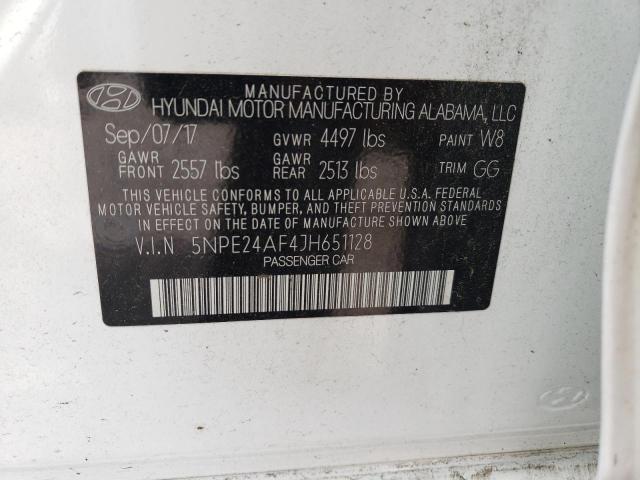 MANUFACTURED BY
HYUNDAI MOTOR MANUFACTURING ALABAMA, LLC
Sep/07/17 GVWR 4497 lbs PAINT W8
GAWR FRONT 2557 lbs GAWR REAR 2513 lbs TRIM GG
THIS VEHICLE CONFORMS TO ALL APPLICABLE U.S.A. FEDERAL
MOTOR VEHICLE SAFETY, BUMPER, AND THEFT PREVENTION STANDARDS
IN EFFECT ON THE DATE OF MANUFACTURE SHOWN ABOVE.
V.I.N 5NPE24AF4JH651128
PASSENGER CAR